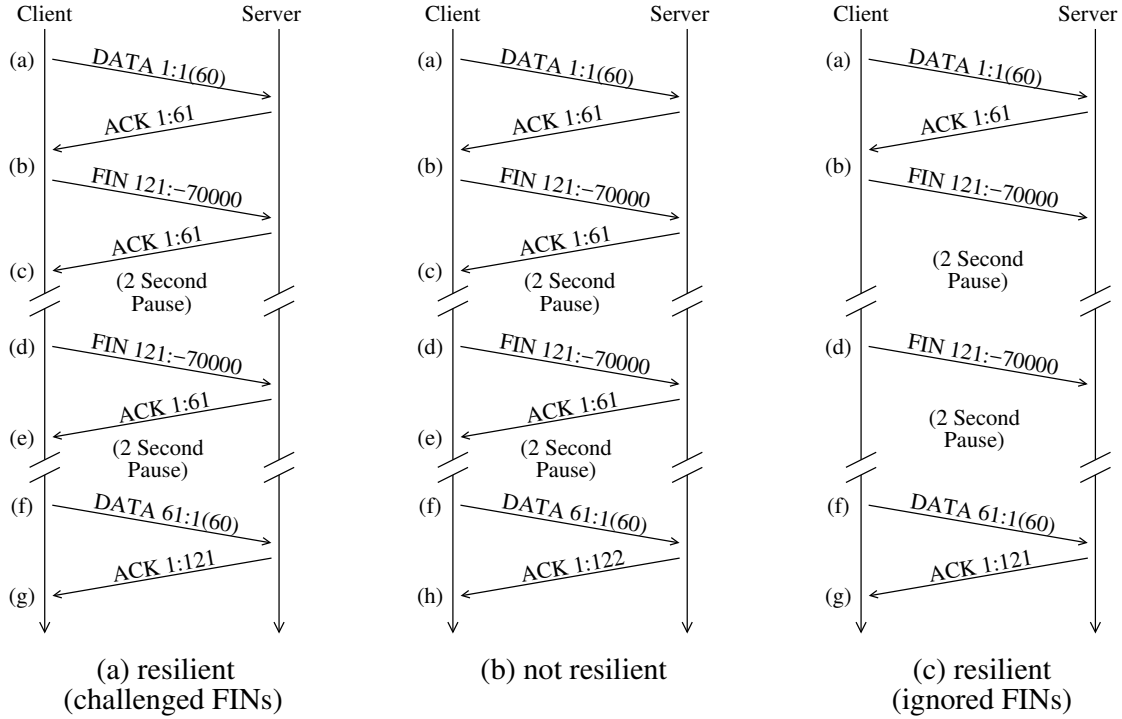 Client
Server
(a)
DATA 1:1(60)
ACK 1:61
(b)
FIN 121:−70000
ACK 1:61
(c)
(2 Second
Pause)
(d)
FIN 121:−70000
ACK 1:61
(e)
(2 Second
Pause)
(f)
DATA 61:1(60)
ACK 1:121
(g)
(a) resilient
(challenged FINs)
Client
Server
(a)
DATA 1:1(60)
ACK 1:61
(b)
FIN 121:−70000
ACK 1:61
(c)
(2 Second
Pause)
(d)
FIN 121:−70000
ACK 1:61
(e)
(2 Second
Pause)
(f)
DATA 61:1(60)
ACK 1:122
(h)
(b) not resilient
Client
Server
(a)
DATA 1:1(60)
ACK 1:61
(b)
FIN 121:−70000
(2 Second
Pause)
(d)
FIN 121:−70000
(2 Second
Pause)
(f)
DATA 61:1(60)
ACK 1:121
(g)
(c) resilient
(ignored FINs)